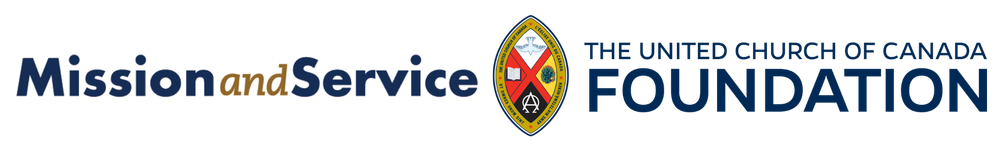 Mission and Service
THE UNITED CHURCH OF CANADA
FOUNDATION